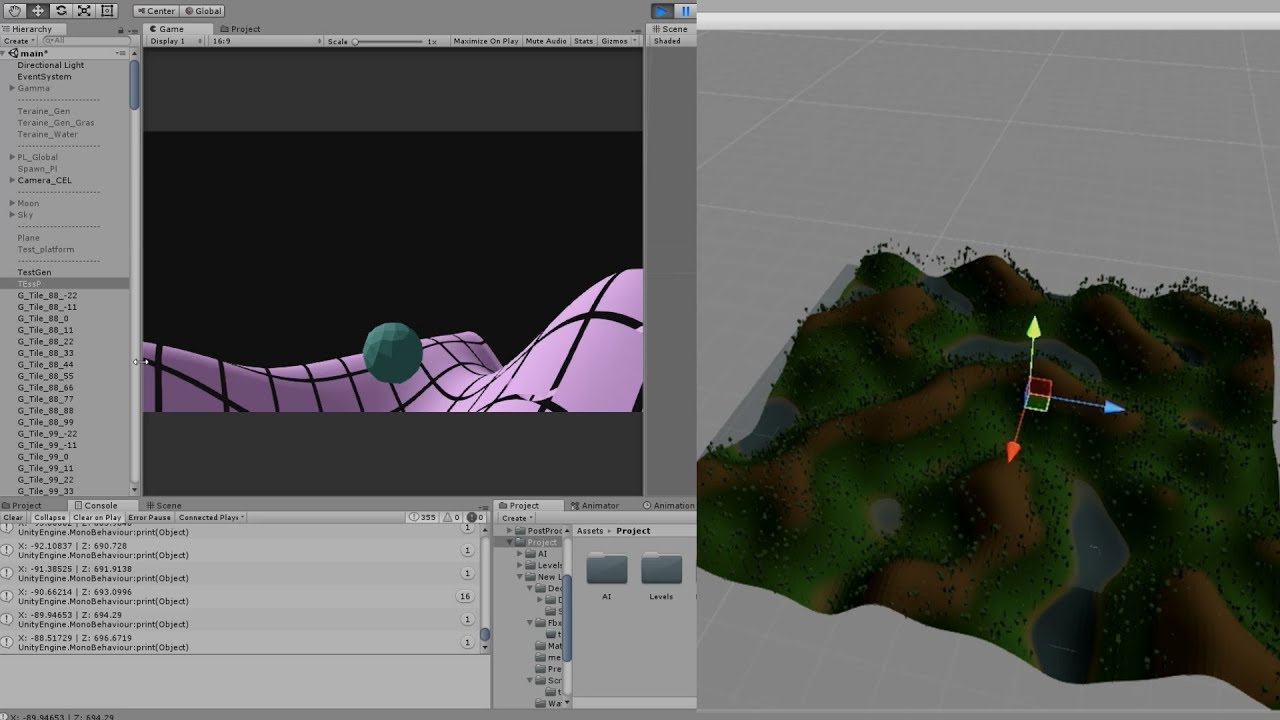 Center Global
Hierarchy
Create All
main*
Directional Light
EventSystem
Gamma
--------------------
Teraine_Gen
Teraine_Gen_Gras
Teraine_Water
--------------------
PL_Global
Spawn_Pl
Camera_CEL
--------------------
Moon
Sky
--------------------
Plane
Test_platform
--------------------
TestGen
TEssP
G_Tile_88_-22
G_Tile_88_-11
G_Tile_88_0
G_Tile_88_11
G_Tile_88_22
G_Tile_88_33
G_Tile_88_44
G_Tile_88_55
G_Tile_88_66
G_Tile_88_77
G_Tile_88_88
G_Tile_88_99
G_Tile_99_-22
G_Tile_99_-11
G_Tile_99_0
G_Tile_99_11
G_Tile_99_22
G_Tile_99_33
Game Project
Display 1 16:9 Scale 1x Maximize On Play Mute Audio Stats Gizmos
Scene
Shaded
Project Console Scene
Clear Collapse Clear on Play Error Pause Connected Play 355 0 0
UnityEngine.MonoBehaviour:print(Object) 1
X: -92.10837 | Z: 690.728
UnityEngine.MonoBehaviour:print(Object) 1
X: -91.38525 | Z: 691.9138
UnityEngine.MonoBehaviour:print(Object) 1
X: -90.66214 | Z: 693.0996
UnityEngine.MonoBehaviour:print(Object) 16
X: -89.94653 | Z: 694.29
UnityEngine.MonoBehaviour:print(Object) 1
X: -88.51729 | Z: 696.6719
UnityEngine.MonoBehaviour:print(Object) 1
X: -89.94653 | Z: 694.29
Project Animator Animation
Create
PostProc
Project
AI
Levels
New L
Dec
Fbx
t
Mat
me
Pre
Scr
t
Wa
Assets Project
AI Levels